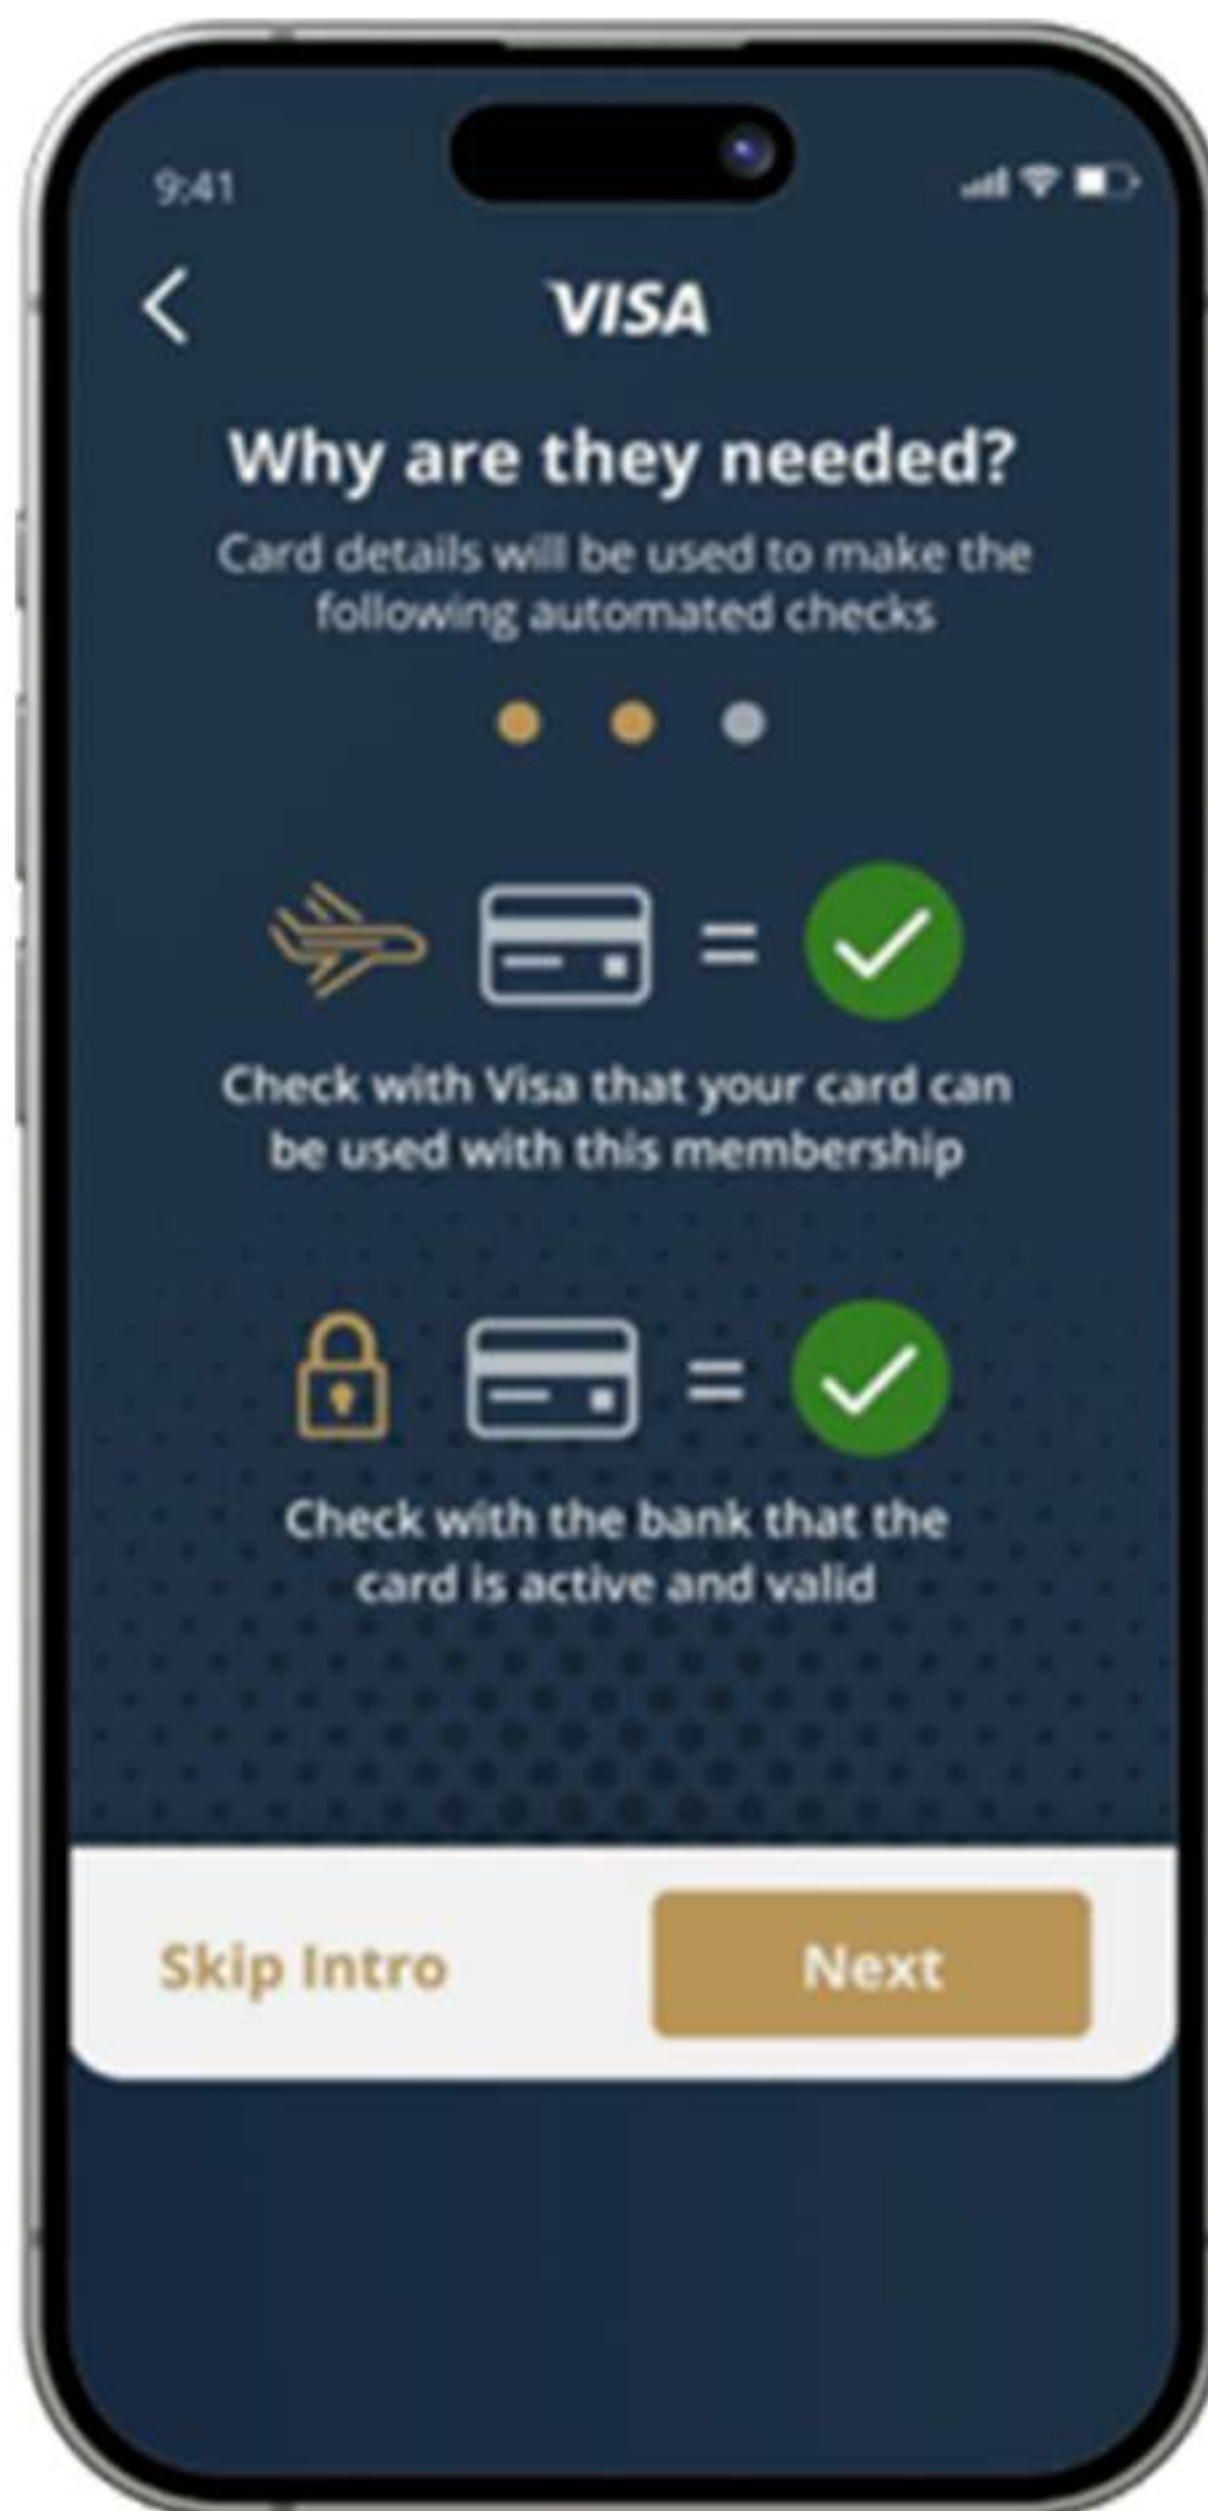 9:41
VISA
Why are they needed?
Card details will be used to make the
following automated checks
=
Check with Visa that your card can
be used with this membership
=
Check with the bank that the
card is active and valid
Skip Intro
Next